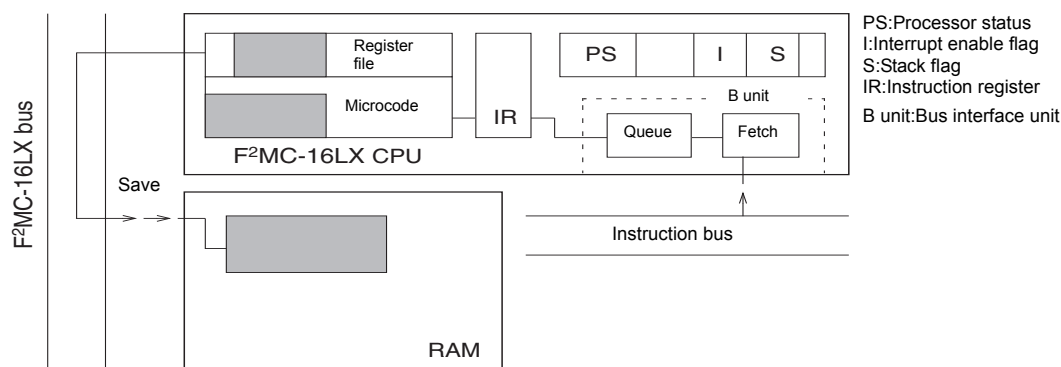 PS:Processor status
I:Interrupt enable flag
S:Stack flag
IR:Instruction register
B unit:Bus interface unit
Register
file
PS
I
S
B unit
Microcode
IR
Queue
Fetch
F²MC-16LX CPU
F²MC-16LX bus
Save
Instruction bus
RAM